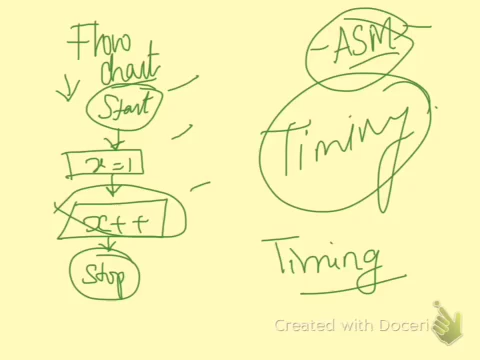 Flow
chart
Start
x=1
x++
Stop
- ASM -
Timing
Timing
Created with Doceri